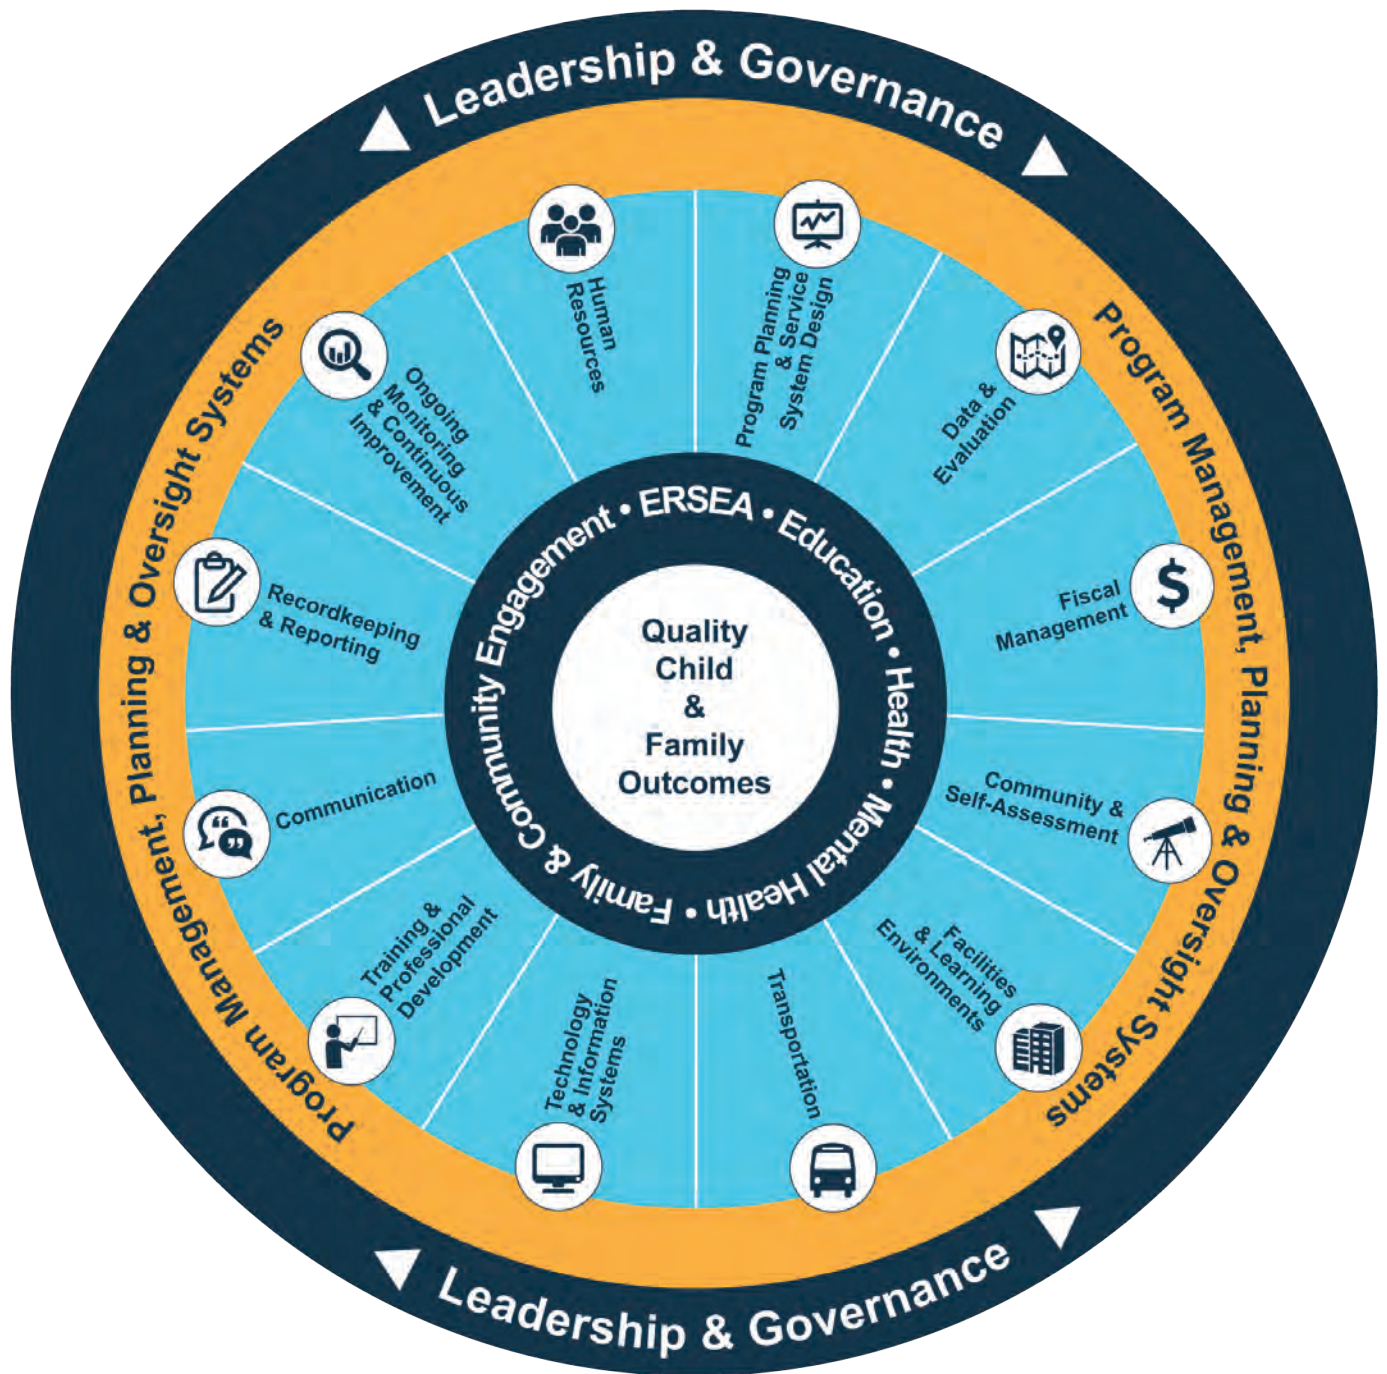 Leadership & Governance
Program Management, Planning & Oversight Systems
Program Management, Planning & Oversight Systems
Human
Resources
Program Planning
& Service
System Design
Data &
Evaluation
Fiscal
Management
Community &
Self-Assessment
Facilities
& Learning
Environments
Transportation
Technology
& Information
Systems
Training &
Professional
Development
Communication
Recordkeeping
& Reporting
Ongoing
Monitoring
& Continuous
Improvement
ERSEA • Education • Health • Mental Health • Family & Community Engagement •
Quality
Child
&
Family
Outcomes
Leadership & Governance